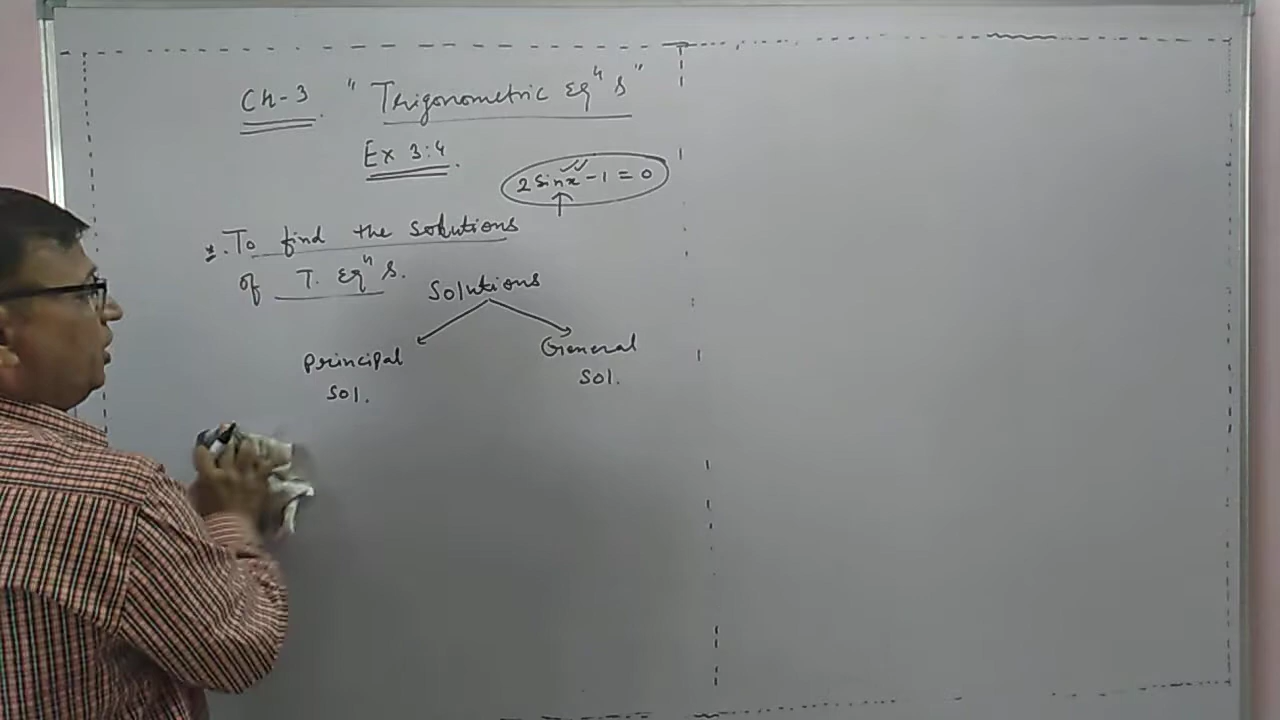 Ch-3 "Trigonometric Eqⁿs"
Ex 3:4.
2 sinx - 1 = 0
*. To find the solutions
of T. Eqⁿs.
Solutions
Principal Sol.
General Sol.